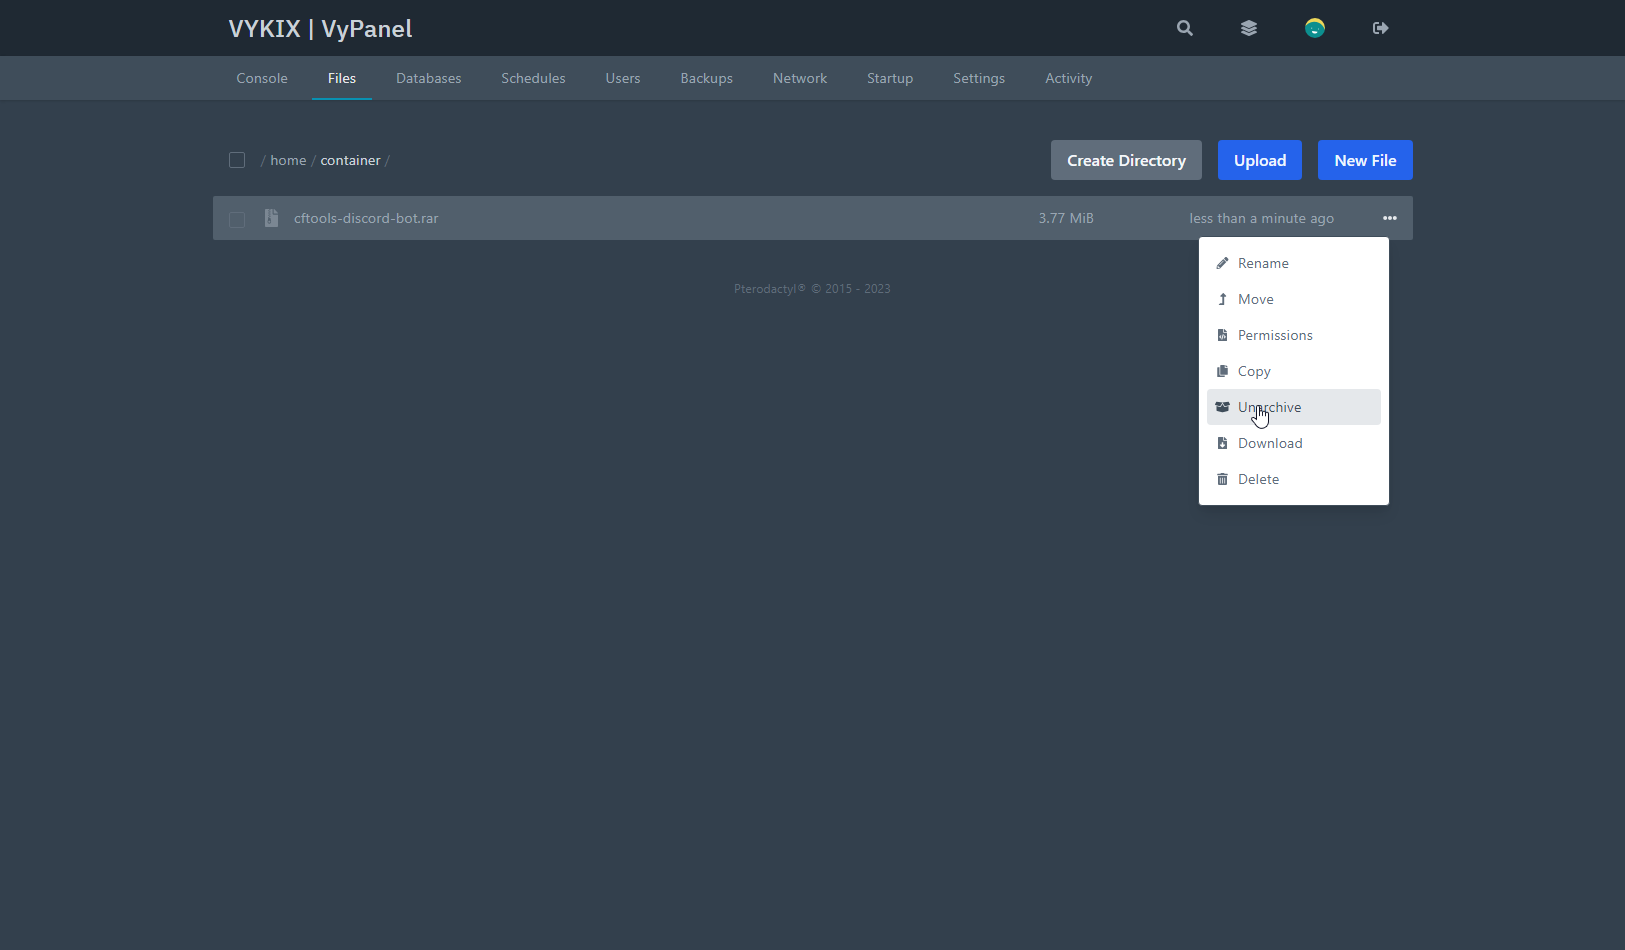 VYKIX | VyPanel
Console Files Databases Schedules Users Backups Network Startup Settings Activity
/ home / container /
Create Directory Upload New File
cftools-discord-bot.rar 3.77 MiB less than a minute ago
Rename
Pterodactyl® © 2015 - 2023
Move
Permissions
Copy
Unarchive
Download
Delete